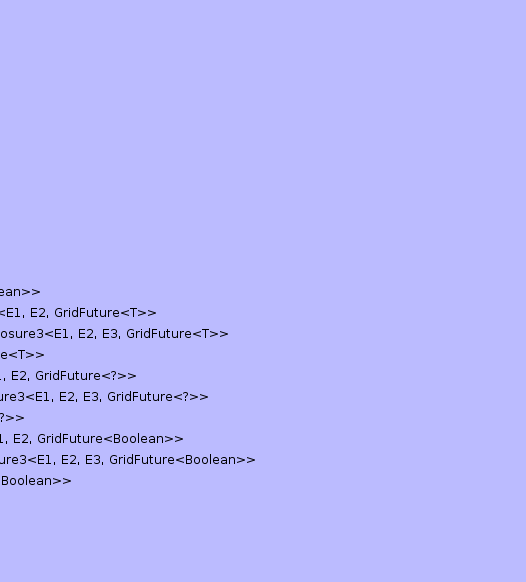 ean>>
<E1, E2, GridFuture<T>>
osure3<E1, E2, E3, GridFuture<T>>
e<T>>
, E2, GridFuture<?>>
ure3<E1, E2, E3, GridFuture<?>>
?>>
1, E2, GridFuture<Boolean>>
ure3<E1, E2, E3, GridFuture<Boolean>>
Boolean>>